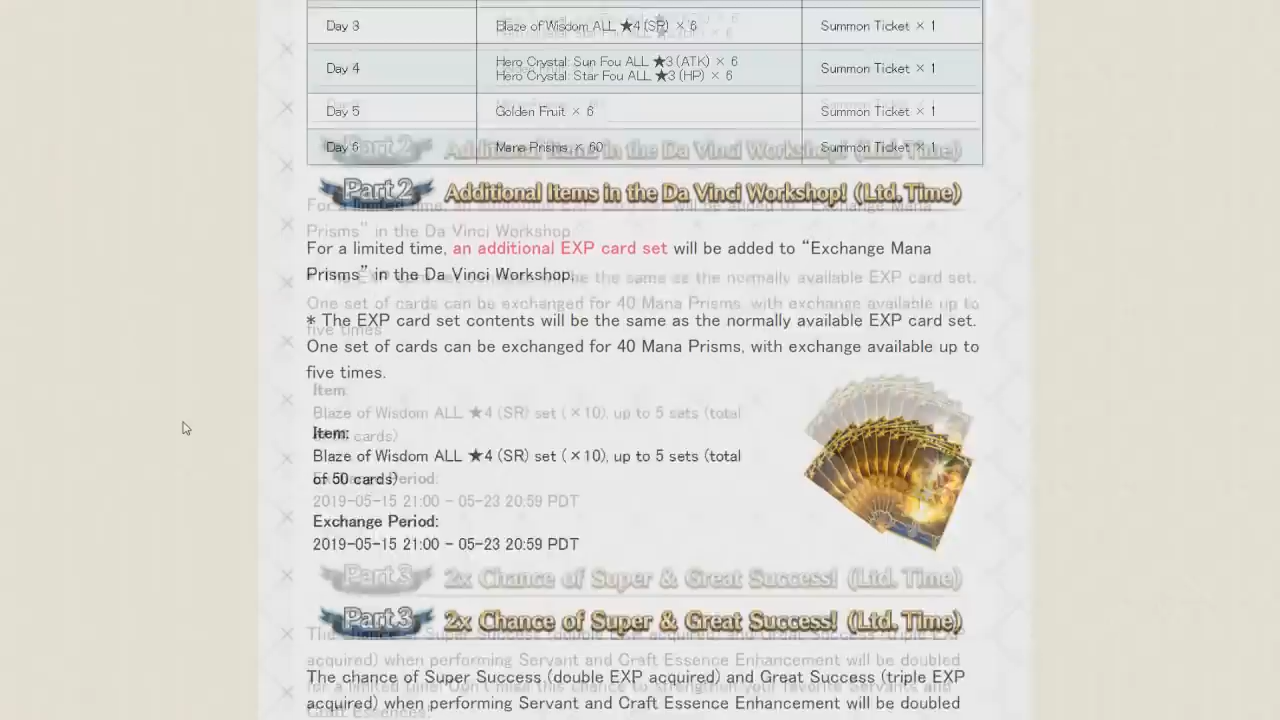 Day 3 Blaze of Wisdom ALL ★4 (SR) × 6 Summon Ticket × 1
Day 4 Hero Crystal: Sun Fou ALL ★3 (ATK) × 6 Summon Ticket × 1
Hero Crystal: Star Fou ALL ★3 (HP) × 6
Day 5 Golden Fruit × 6 Summon Ticket × 1
Day 6 Mana Prisms × 60 Summon Ticket × 1
Part 2 Additional Items in the Da Vinci Workshop! (Ltd. Time)
For a limited time, an additional EXP card set will be added to “Exchange Mana
Prisms” in the Da Vinci Workshop.
* The EXP card set contents will be the same as the normally available EXP card set.
One set of cards can be exchanged for 40 Mana Prisms, with exchange available up to
five times.
Item:
Blaze of Wisdom ALL ★4 (SR) set (×10), up to 5 sets (total
of 50 cards)
Exchange Period:
2019-05-15 21:00 - 05-23 20:59 PDT
Part 3 2x Chance of Super & Great Success! (Ltd. Time)
The chance of Super Success (double EXP acquired) and Great Success (triple EXP
acquired) when performing Servant and Craft Essence Enhancement will be doubled